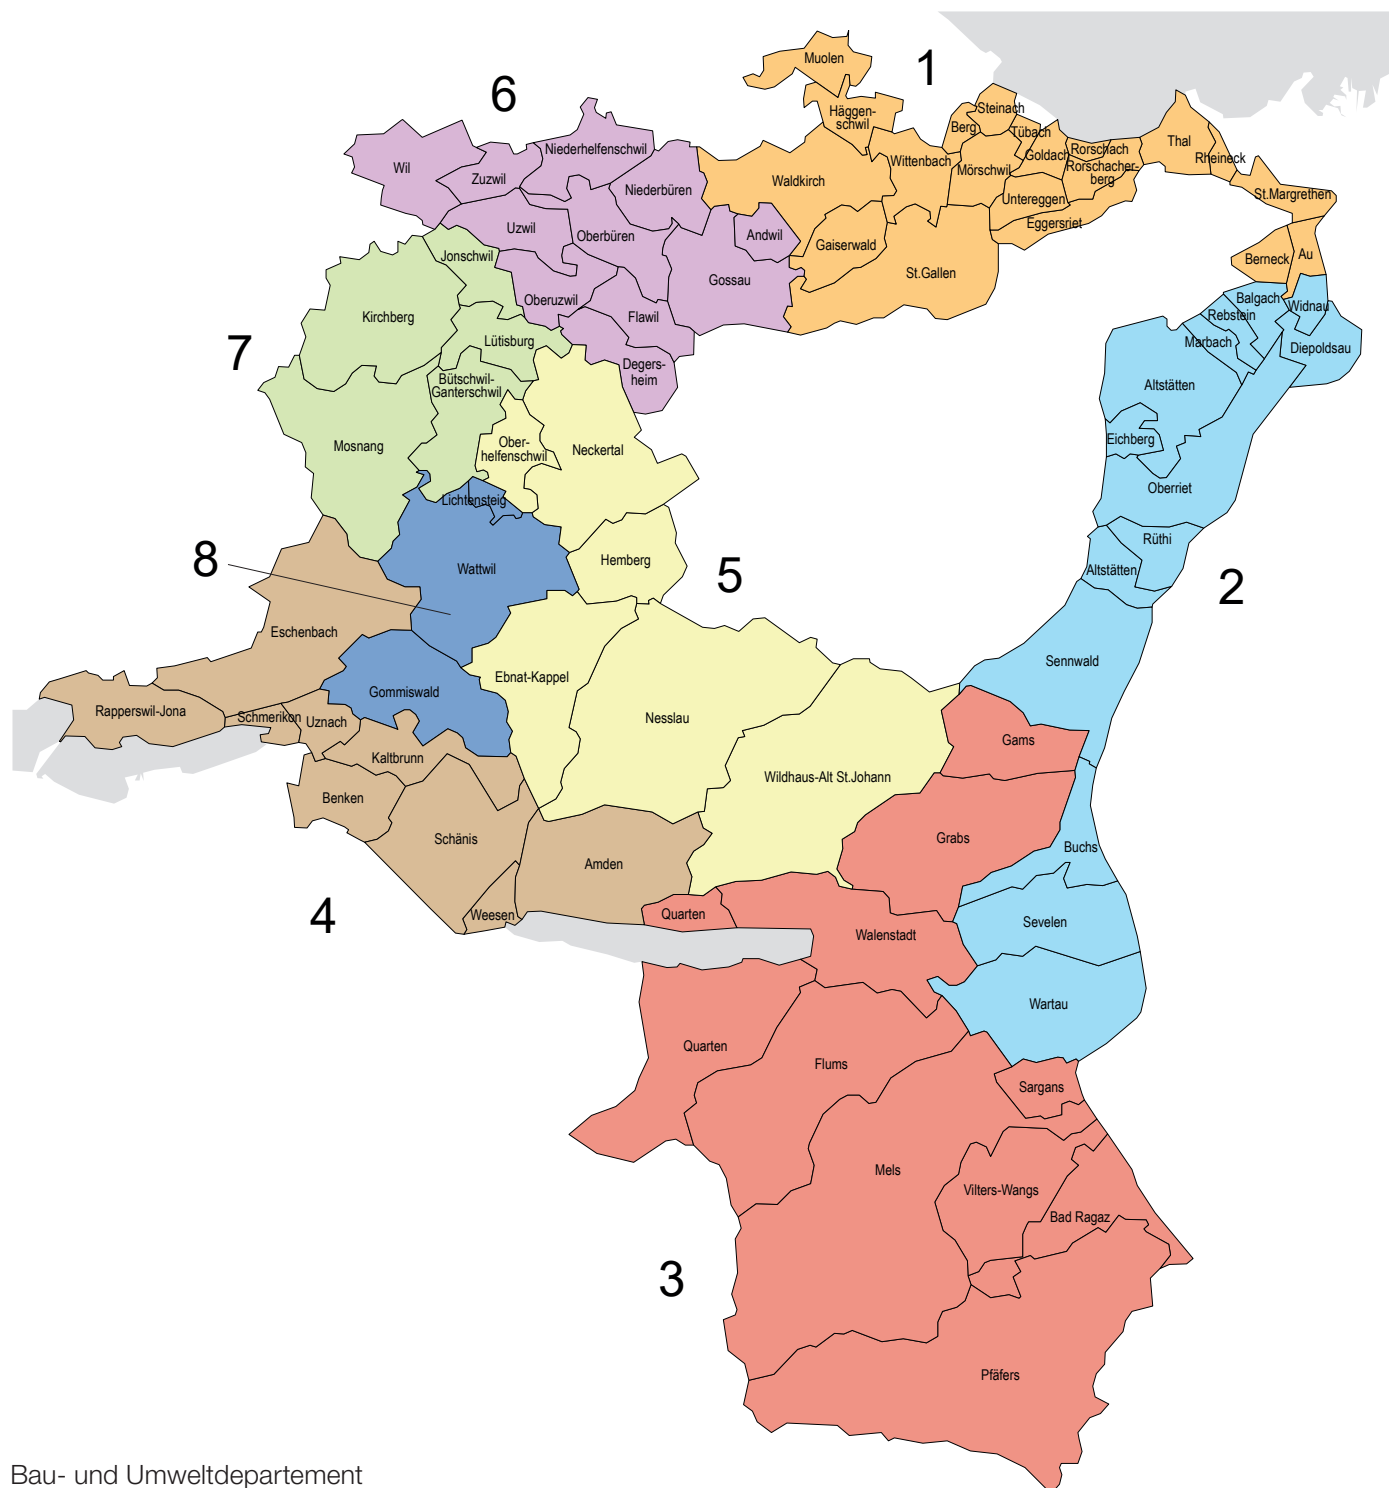 Muolen
1
6
Steinach
Häggen-
schwil
Berg
Tübach
Niederhelfenschwil
Wil
Zuzwil
Niederbüren
Waldkirch
Wittenbach
Mörschwil
Goldach
Rorschach
Rorschacher-
berg
Thal
Rheineck
St.Margrethen
Untereggen
Eggersriet
Uzwil
Oberbüren
Andwil
Gaiserwald
St.Gallen
Gossau
Berneck
Au
Jonschwil
Oberuzwil
Flawil
Kirchberg
Lütisburg
Degers-
heim
7
Bütschwil-
Ganterschwil
Mosnang
Ober-
helfenschwil
Neckertal
Balgach
Widnau
Rebstein
Marbach
Diepoldsau
Altstätten
Eichberg
Oberriet
Lichtensteig
8
Wattwil
Hemberg
5
Rüthi
Altstätten
2
Eschenbach
Sennwald
Ebnat-Kappel
Gommiswald
Rapperswil-Jona
Schmerikon
Uznach
Nesslau
Kaltbrunn
Gams
Wildhaus-Alt St.Johann
Benken
Schänis
Grabs
Buchs
Amden
4
Weesen
Quarten
Walenstadt
Sevelen
Wartau
Quarten
Flums
Sargans
Mels
Vilters-Wangs
Bad Ragaz
3
Pfäfers
Bau- und Umweltdepartement